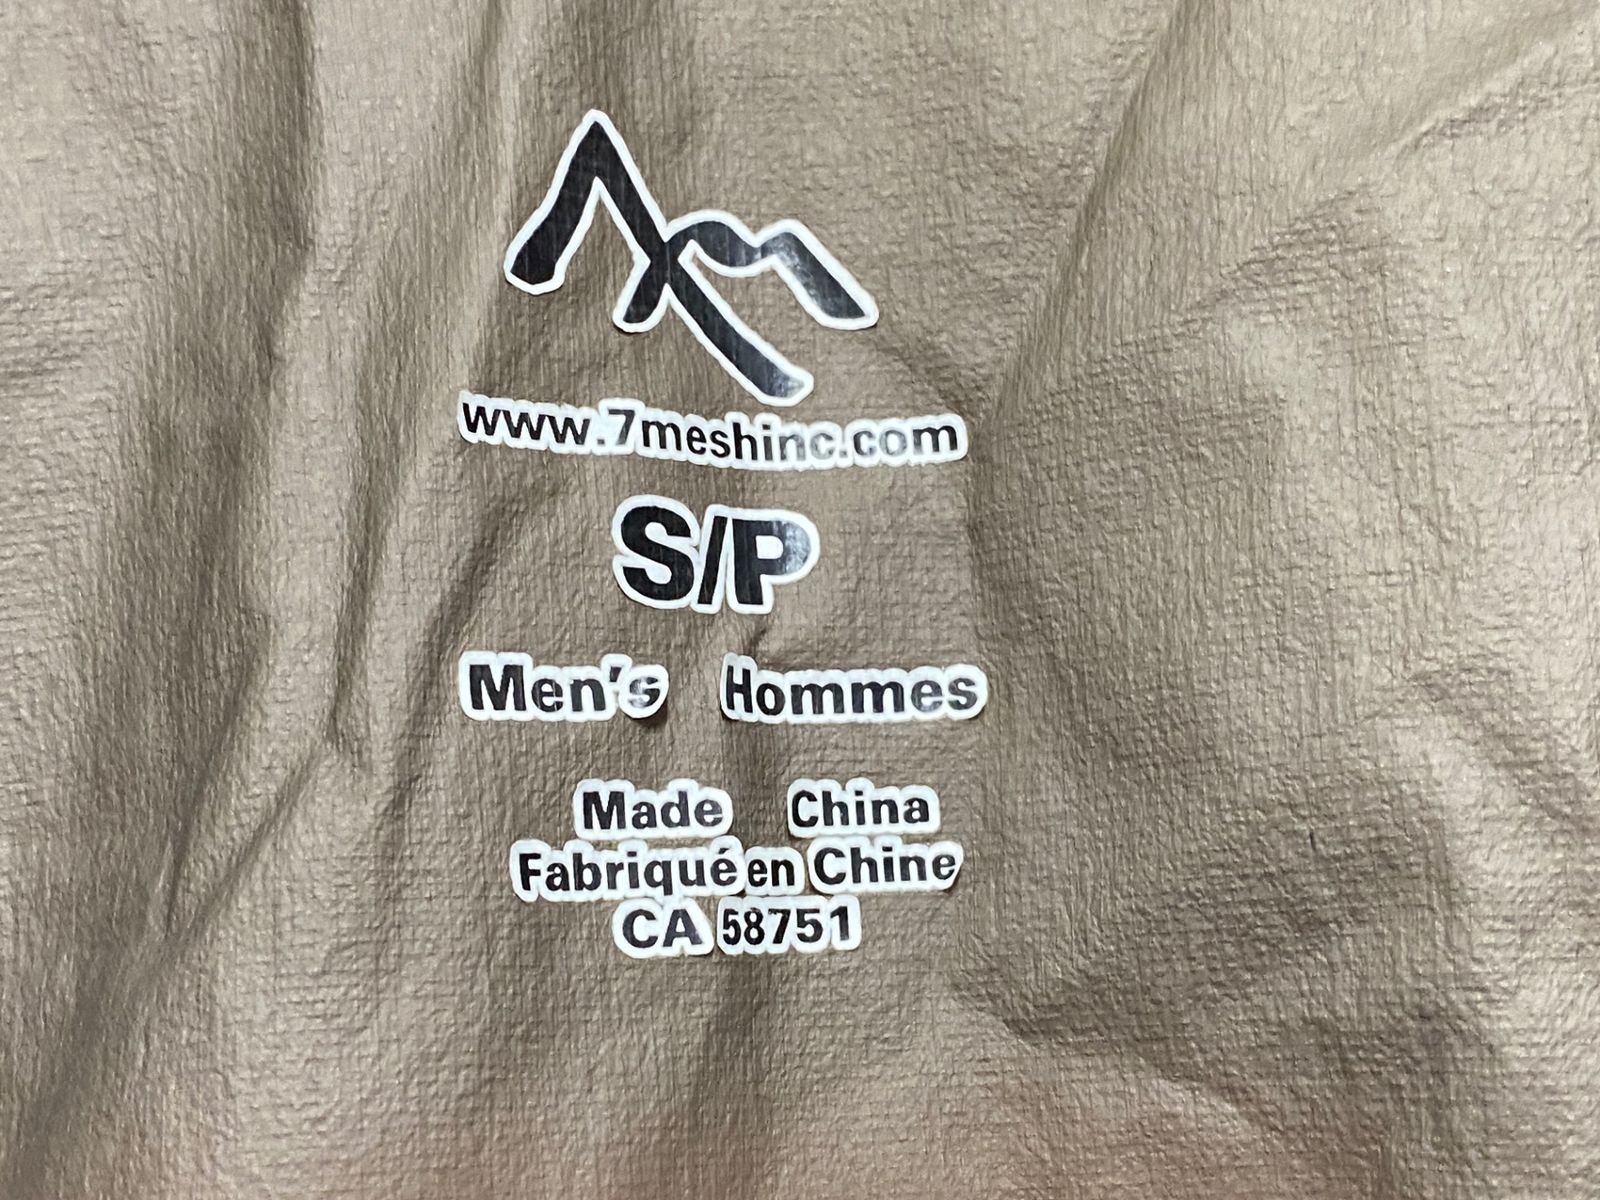 www.7meshinc.com
S/P
Men's Hommes
Made China
Fabriqué en Chine
CA 58751